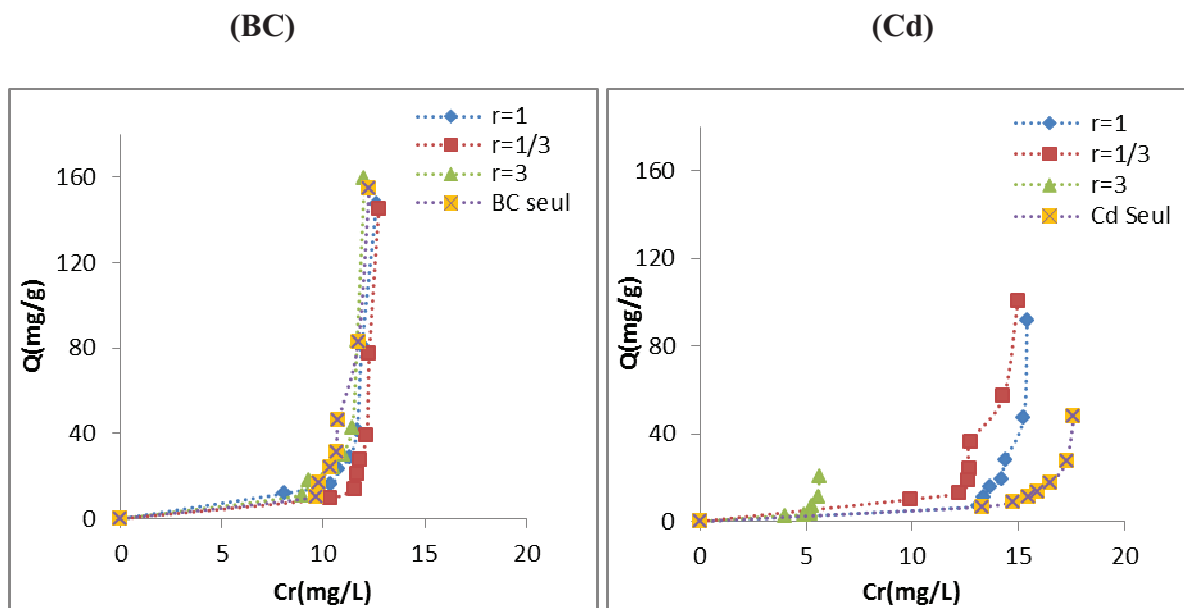 (BC)
(Cd)
r=1
r=1/3
r=3
BC seul
160
120
80
40
0
Q(mg/g)
0 5 10 15 20
Cr(mg/L)
r=1
r=1/3
r=3
Cd Seul
160
120
80
40
0
Q(mg/g)
0 5 10 15 20
Cr(mg/L)